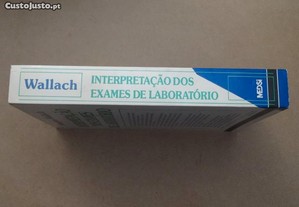 CustoJusto.pt
Wallach
INTERPRETAÇÃO DOS
EXAMES DE LABORATÓRIO
MEDSI